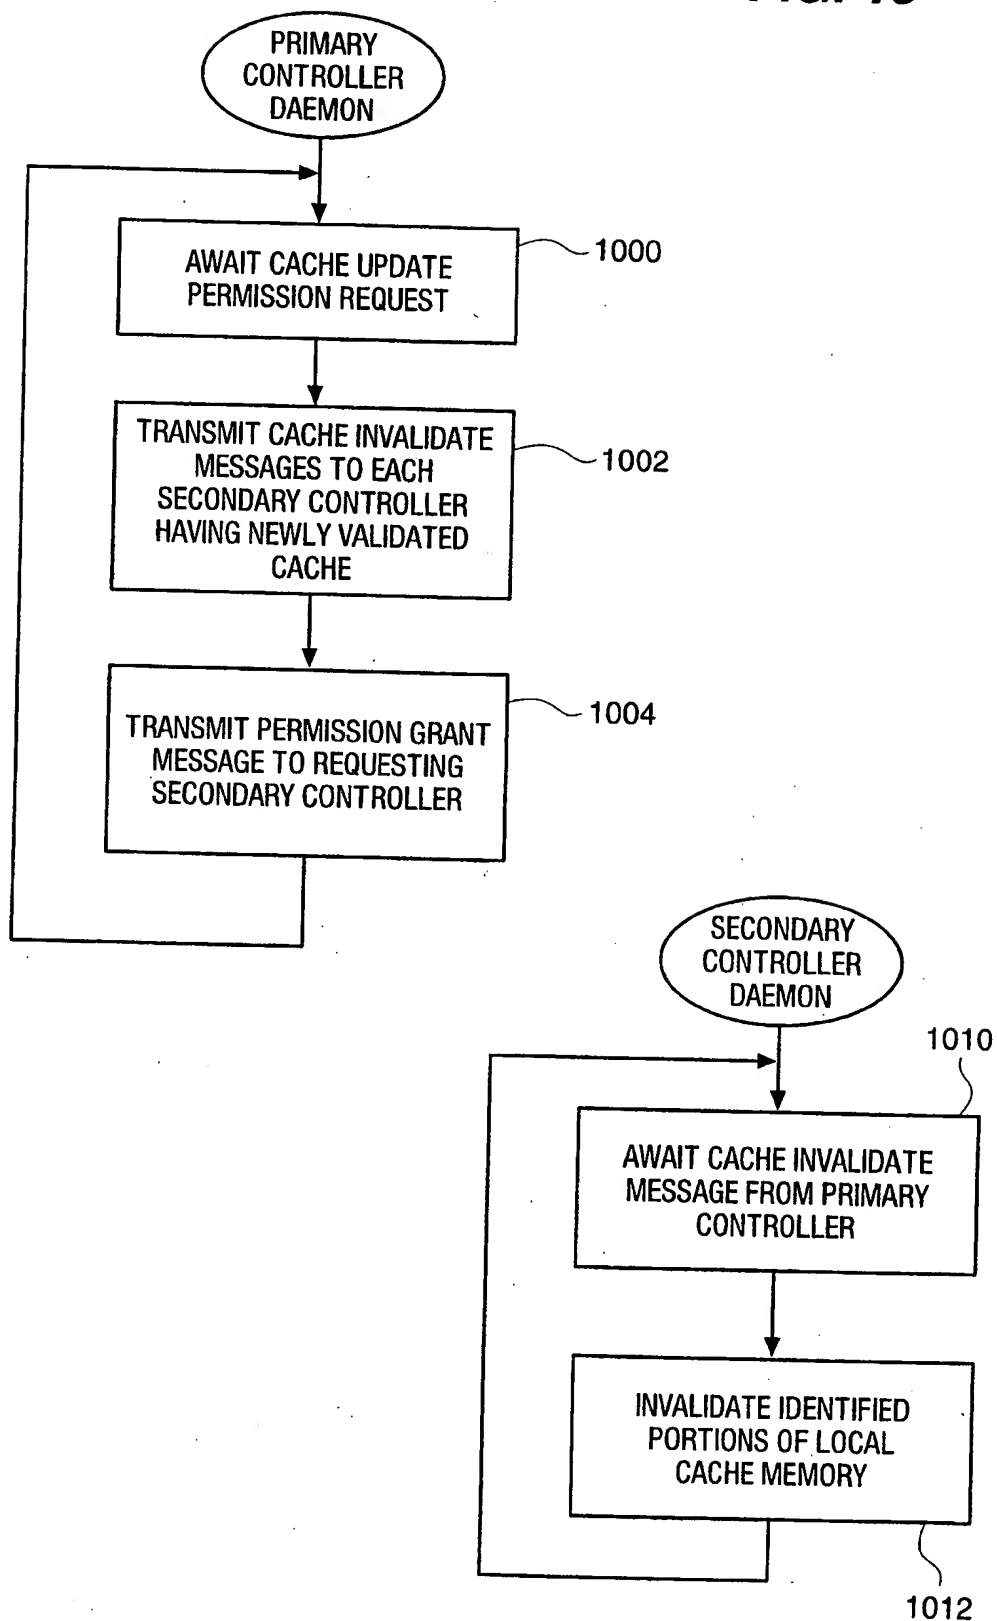 PRIMARY
CONTROLLER
DAEMON
AWAIT CACHE UPDATE
PERMISSION REQUEST
1000
TRANSMIT CACHE INVALIDATE
MESSAGES TO EACH
SECONDARY CONTROLLER
HAVING NEWLY VALIDATED
CACHE
1002
TRANSMIT PERMISSION GRANT
MESSAGE TO REQUESTING
SECONDARY CONTROLLER
1004
SECONDARY
CONTROLLER
DAEMON
1010
AWAIT CACHE INVALIDATE
MESSAGE FROM PRIMARY
CONTROLLER
INVALIDATE IDENTIFIED
PORTIONS OF LOCAL
CACHE MEMORY
1012